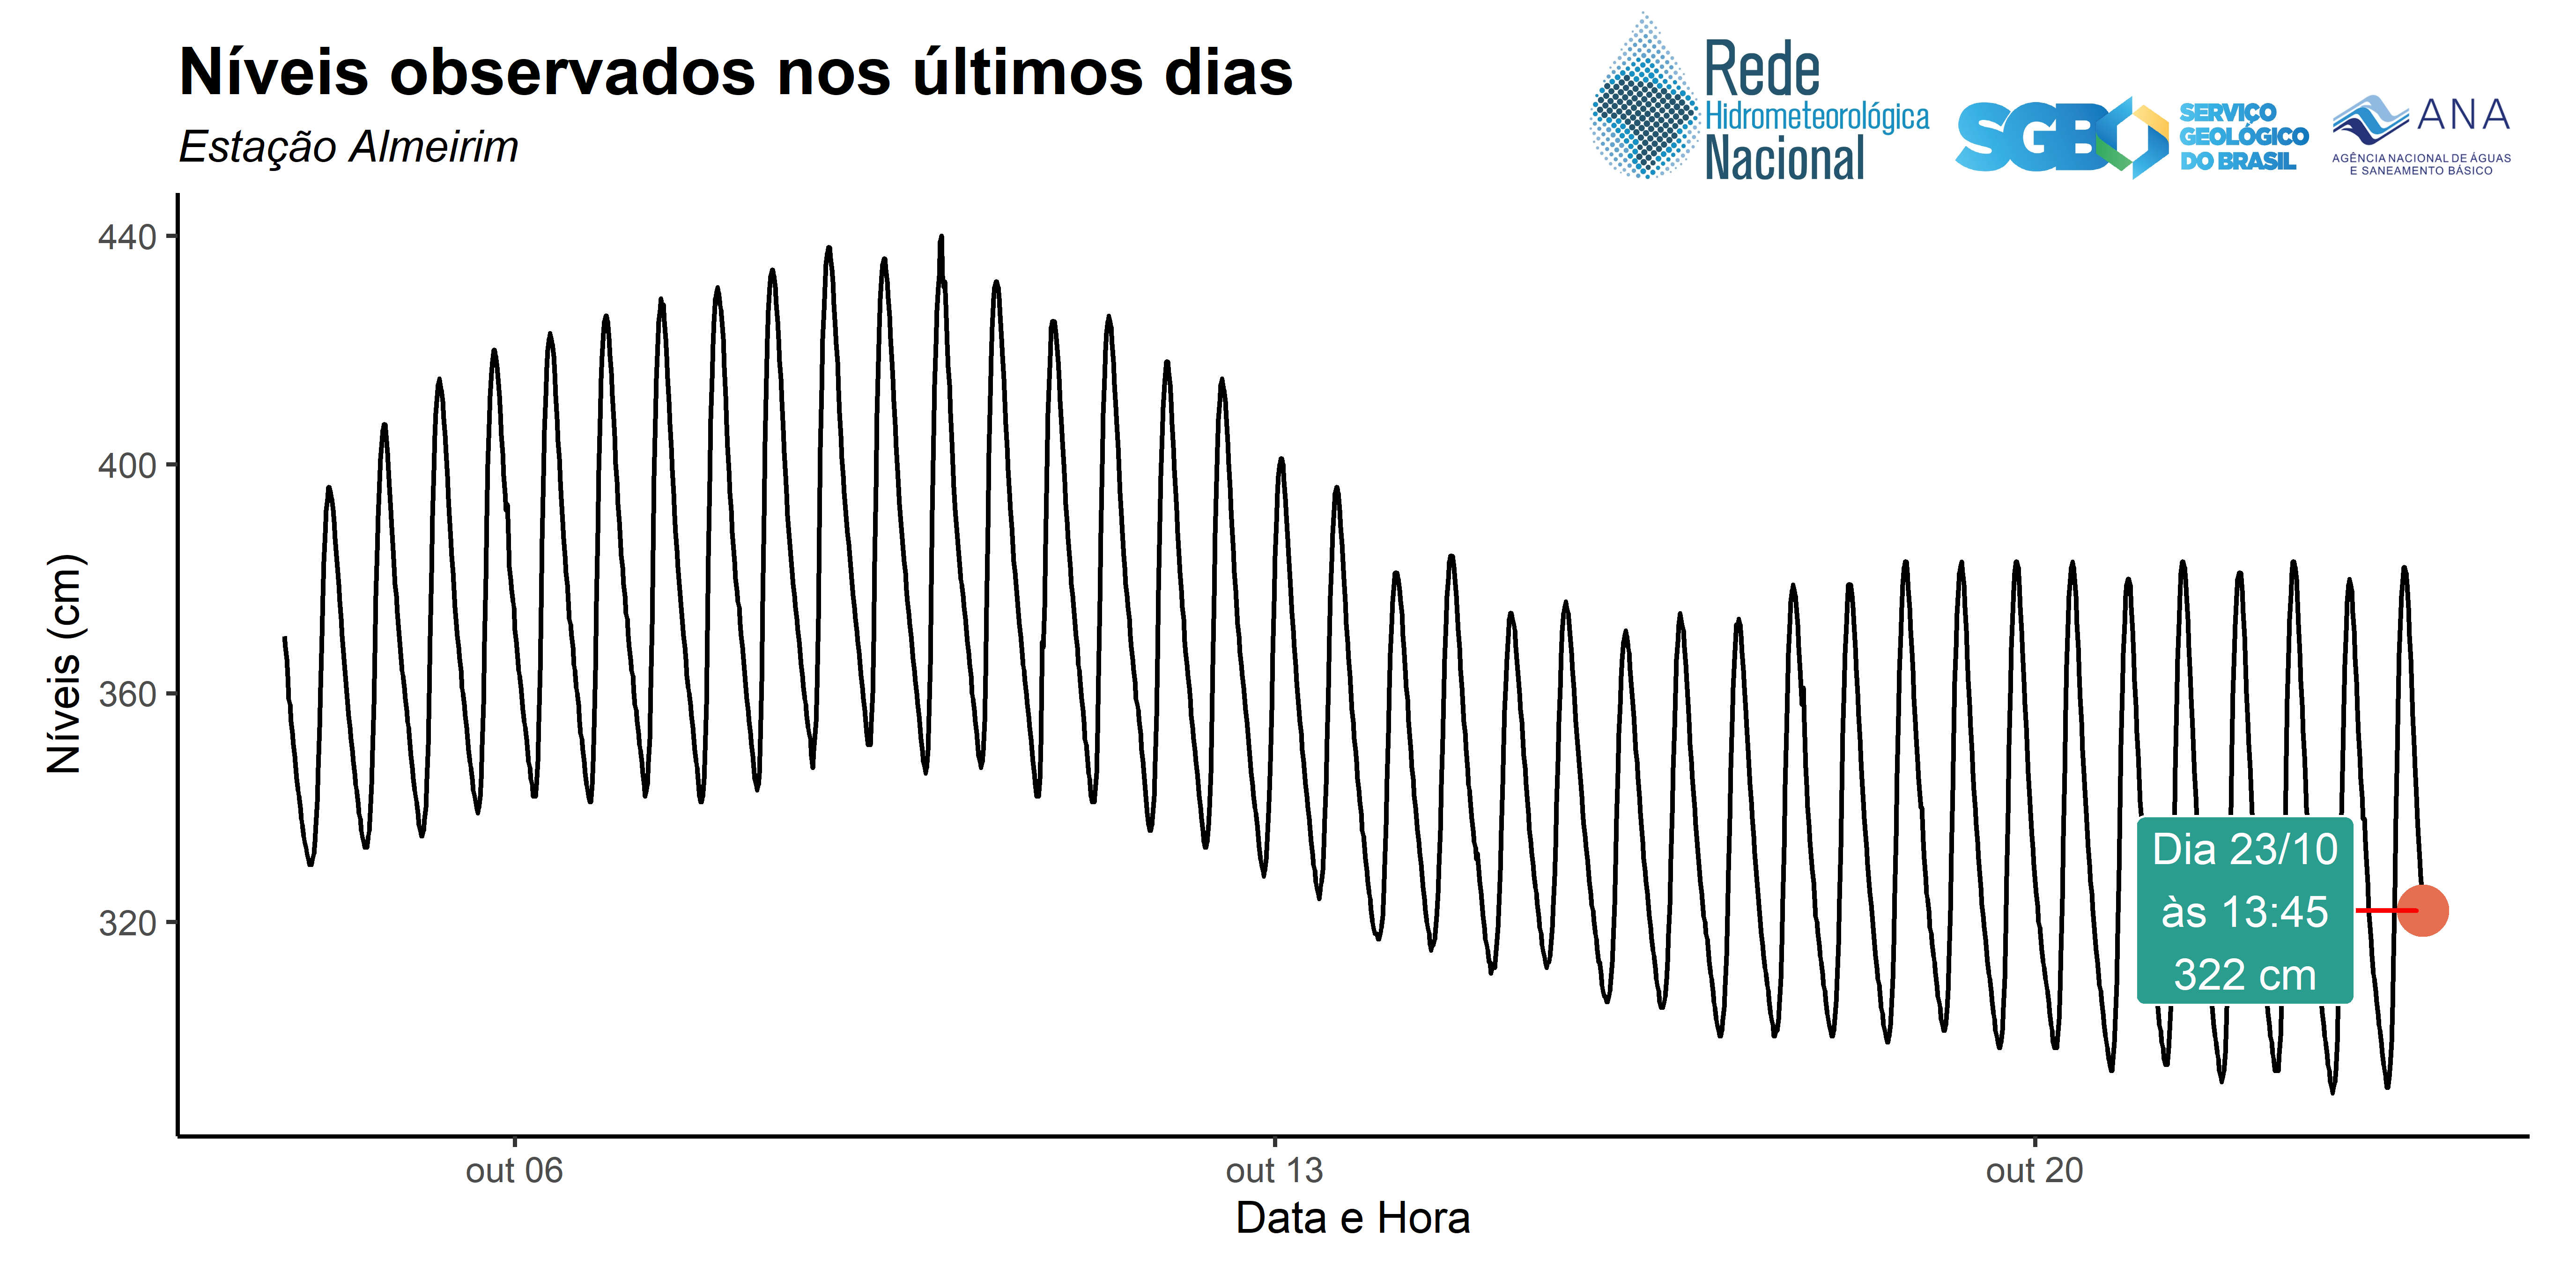 Níveis observados nos últimos dias
Estação Almeirim
Rede
Hidrometeorológica
Nacional
SGB
SERVIÇO
GEOLÓGICO
DO BRASIL
ANA
AGÊNCIA NACIONAL DE ÁGUAS
E SANEAMENTO BÁSICO
Níveis (cm)
440
400
360
320
Dia 23/10
às 13:45
322 cm
out 06
out 13
out 20
Data e Hora